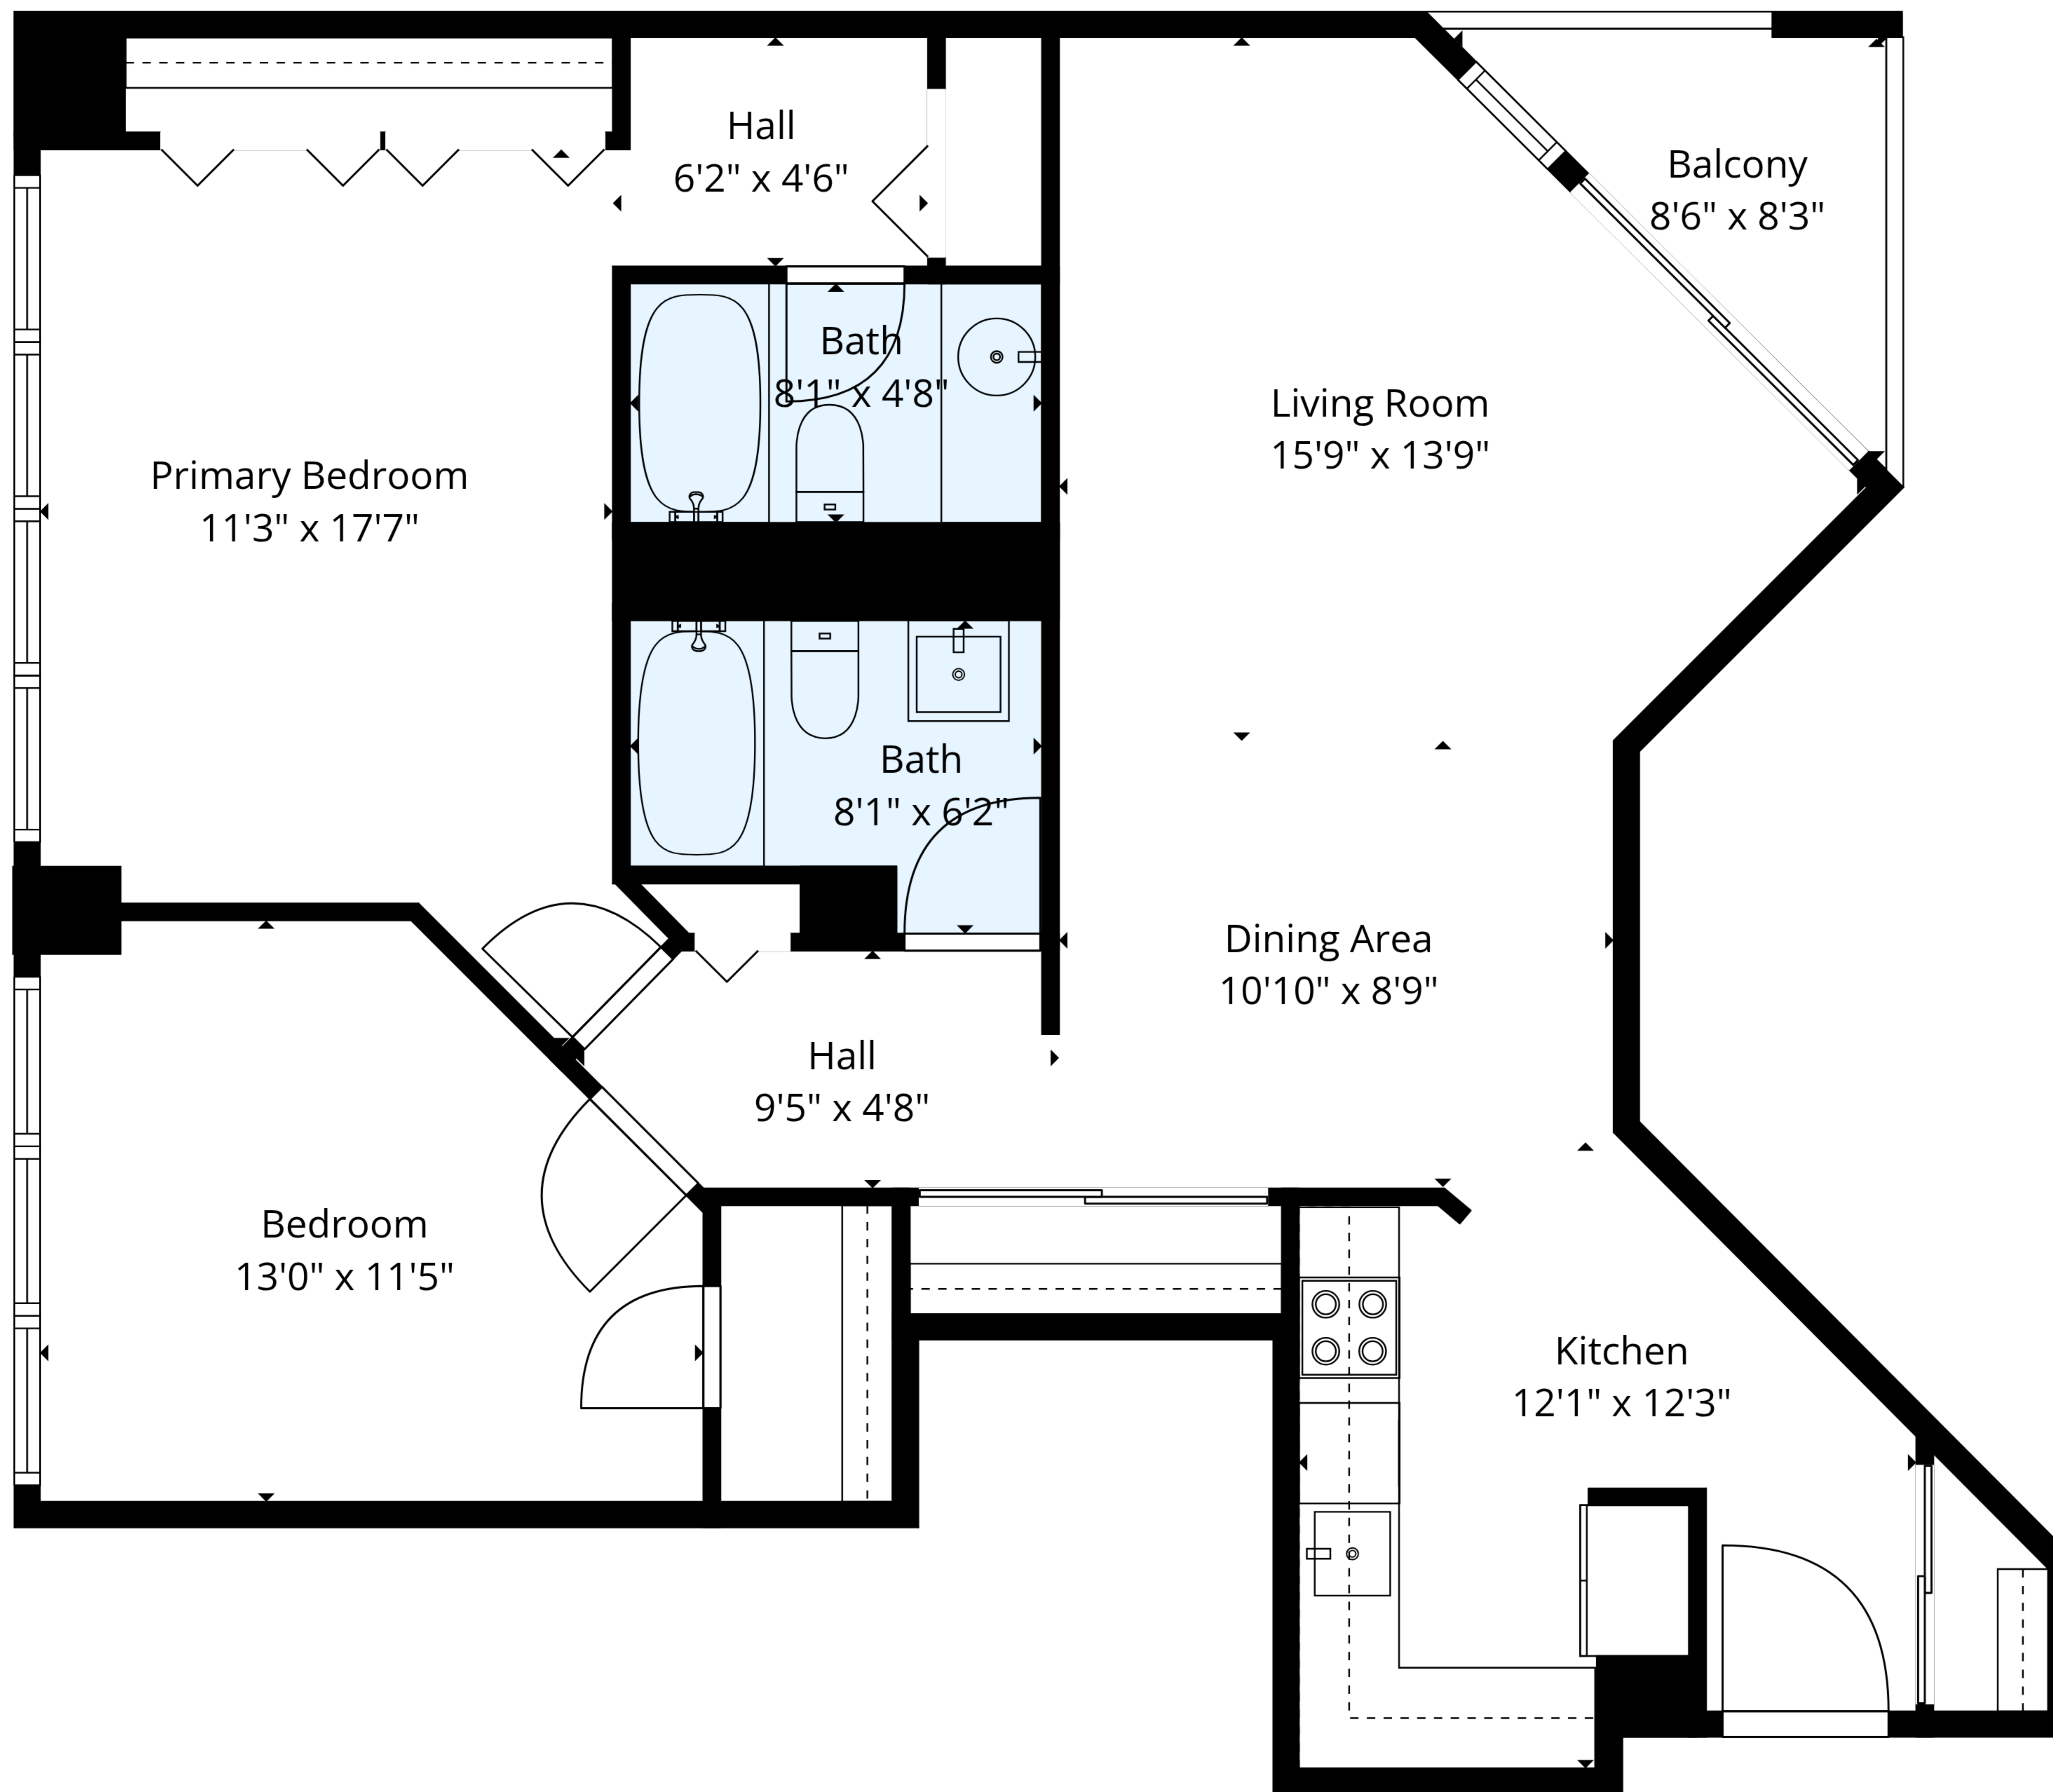 Hall
6'2" x 4'6"
Balcony
8'6" x 8'3"
Bath
8'1" x 4'8"
Living Room
15'9" x 13'9"
Primary Bedroom
11'3" x 17'7"
Bath
8'1" x 6'2"
Dining Area
10'10" x 8'9"
Hall
9'5" x 4'8"
Bedroom
13'0" x 11'5"
Kitchen
12'1" x 12'3"